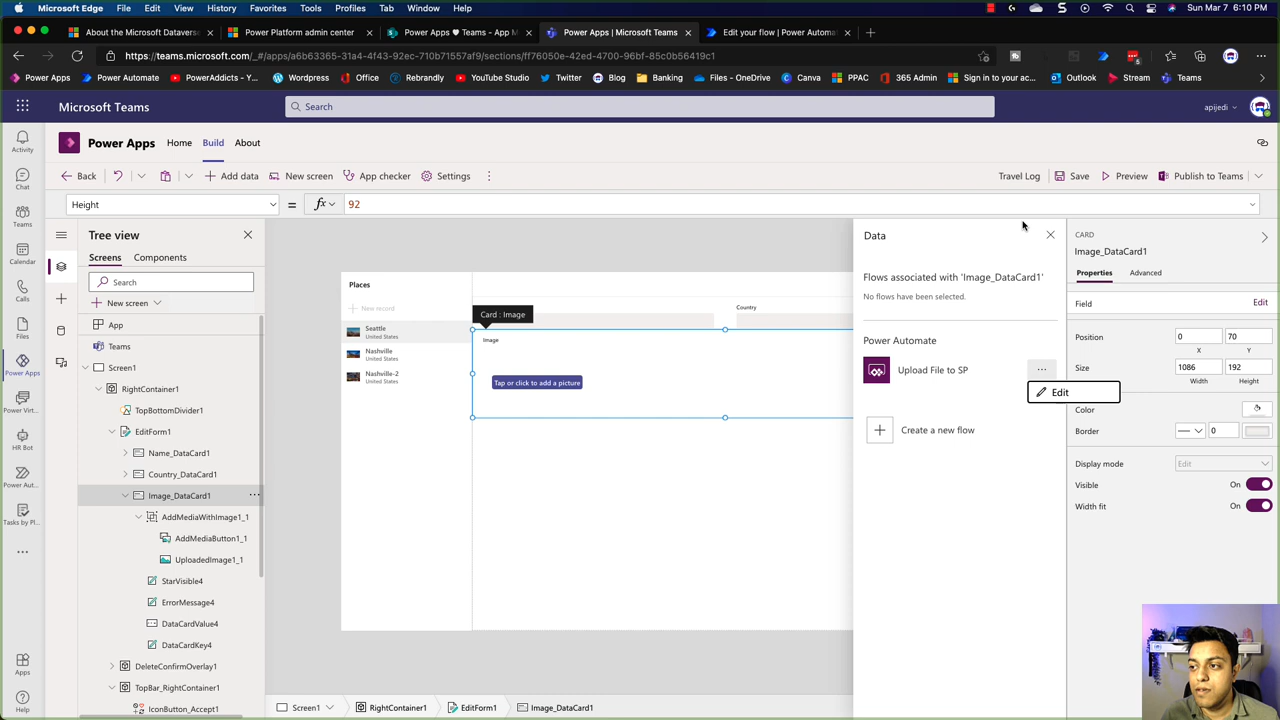 Microsoft Edge File Edit View History Favorites Tools Profiles Tab Window Help Sun Mar 7 6:10 PM
About the Microsoft Dataverse Power Platform admin center Power Apps ♥ Teams - App M Power Apps | Microsoft Teams Edit your flow | Power Automat
https://teams.microsoft.com/_#/apps/a6b63365-31a4-4f43-92ec-710b71557af9/sections/ff76050e-42ed-4700-96bf-85c0b56419c1
Power Apps Power Automate PowerAddicts - Y... Wordpress Office Rebrandly YouTube Studio Twitter Blog Banking Files - OneDrive Canva PPAC 365 Admin Sign in to your ac... Outlook Stream Teams
Microsoft Teams Search apijedi
Activity
Chat
Teams
Calendar
Calls
Files
Power Apps
Power Virt...
HR Bot
Power Aut...
Tasks by Pl...
Apps
Help
Power Apps Home Build About
Back Add data New screen App checker Settings Travel Log Save Preview Publish to Teams
Height = fx 92
Tree view
Screens Components
Search
New screen
App
Teams
Screen1
RightContainer1
TopBottomDivider1
EditForm1
Name_DataCard1
Country_DataCard1
Image_DataCard1
AddMediaWithImage1_1
AddMediaButton1_1
UploadedImage1_1
StarVisible4
ErrorMessage4
DataCardValue4
DataCardKey4
DeleteConfirmOverlay1
TopBar_RightContainer1
IconButton_Accept1
Places
New record
Seattle
United States
Nashville
United States
Nashville-2
United States
Card : Image
Country
Image
Tap or click to add a picture
Screen1 RightContainer1 EditForm1 Image_DataCard1
Data
Flows associated with 'Image_DataCard1'
No flows have been selected.
Power Automate
Upload File to SP
Edit
Create a new flow
CARD
Image_DataCard1
Properties Advanced
Field Edit
Position 0 70
X Y
Size 1086 192
Width Height
Color
Border 0
Display mode Edit
Visible On
Width fit On